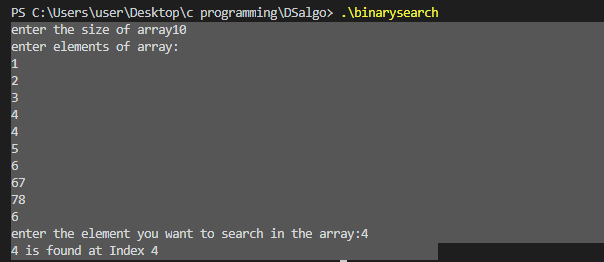 PS C:\Users\user\Desktop\c programming\DSalgo> .\binarysearch
enter the size of array10
enter elements of array:
1
2
3
4
4
5
6
67
78
6
enter the element you want to search in the array:4
4 is found at Index 4